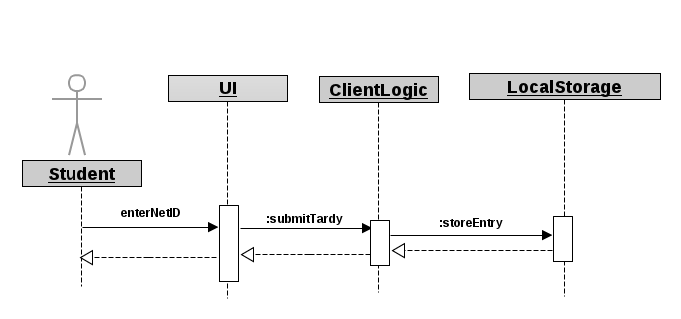 UI
ClientLogic
LocalStorage
Student
enterNetID
:submitTardy
:storeEntry